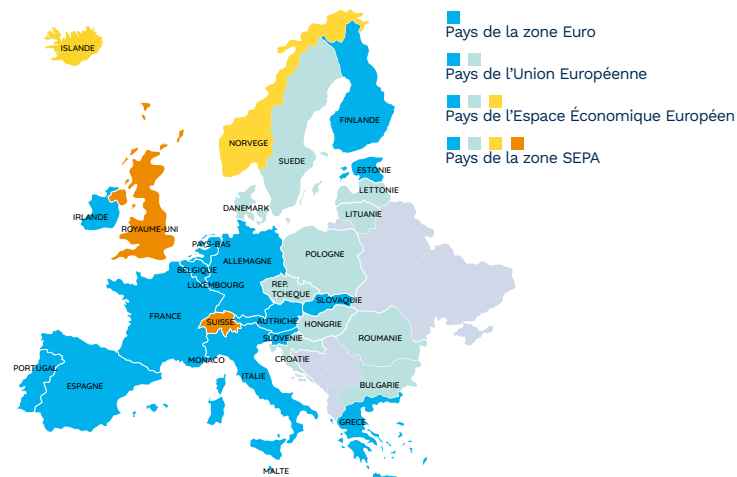 Pays de la zone Euro
Pays de l’Union Européenne
Pays de l’Espace Économique Européen
Pays de la zone SEPA
ISLANDE
FINLANDE
NORVEGE
SUEDE
ESTONIE
LETTONIE
DANEMARK
LITUANIE
IRLANDE
ROYAUME-UNI
PAYS-BAS
POLOGNE
ALLEMAGNE
BELGIQUE
LUXEMBOURG
REP.
TCHEQUE
SLOVAQUIE
FRANCE
SUISSE
AUTRICHE
HONGRIE
SLOVENIE
ROUMANIE
MONACO
CROATIE
PORTUGAL
ESPAGNE
ITALIE
BULGARIE
GRECE
MALTE